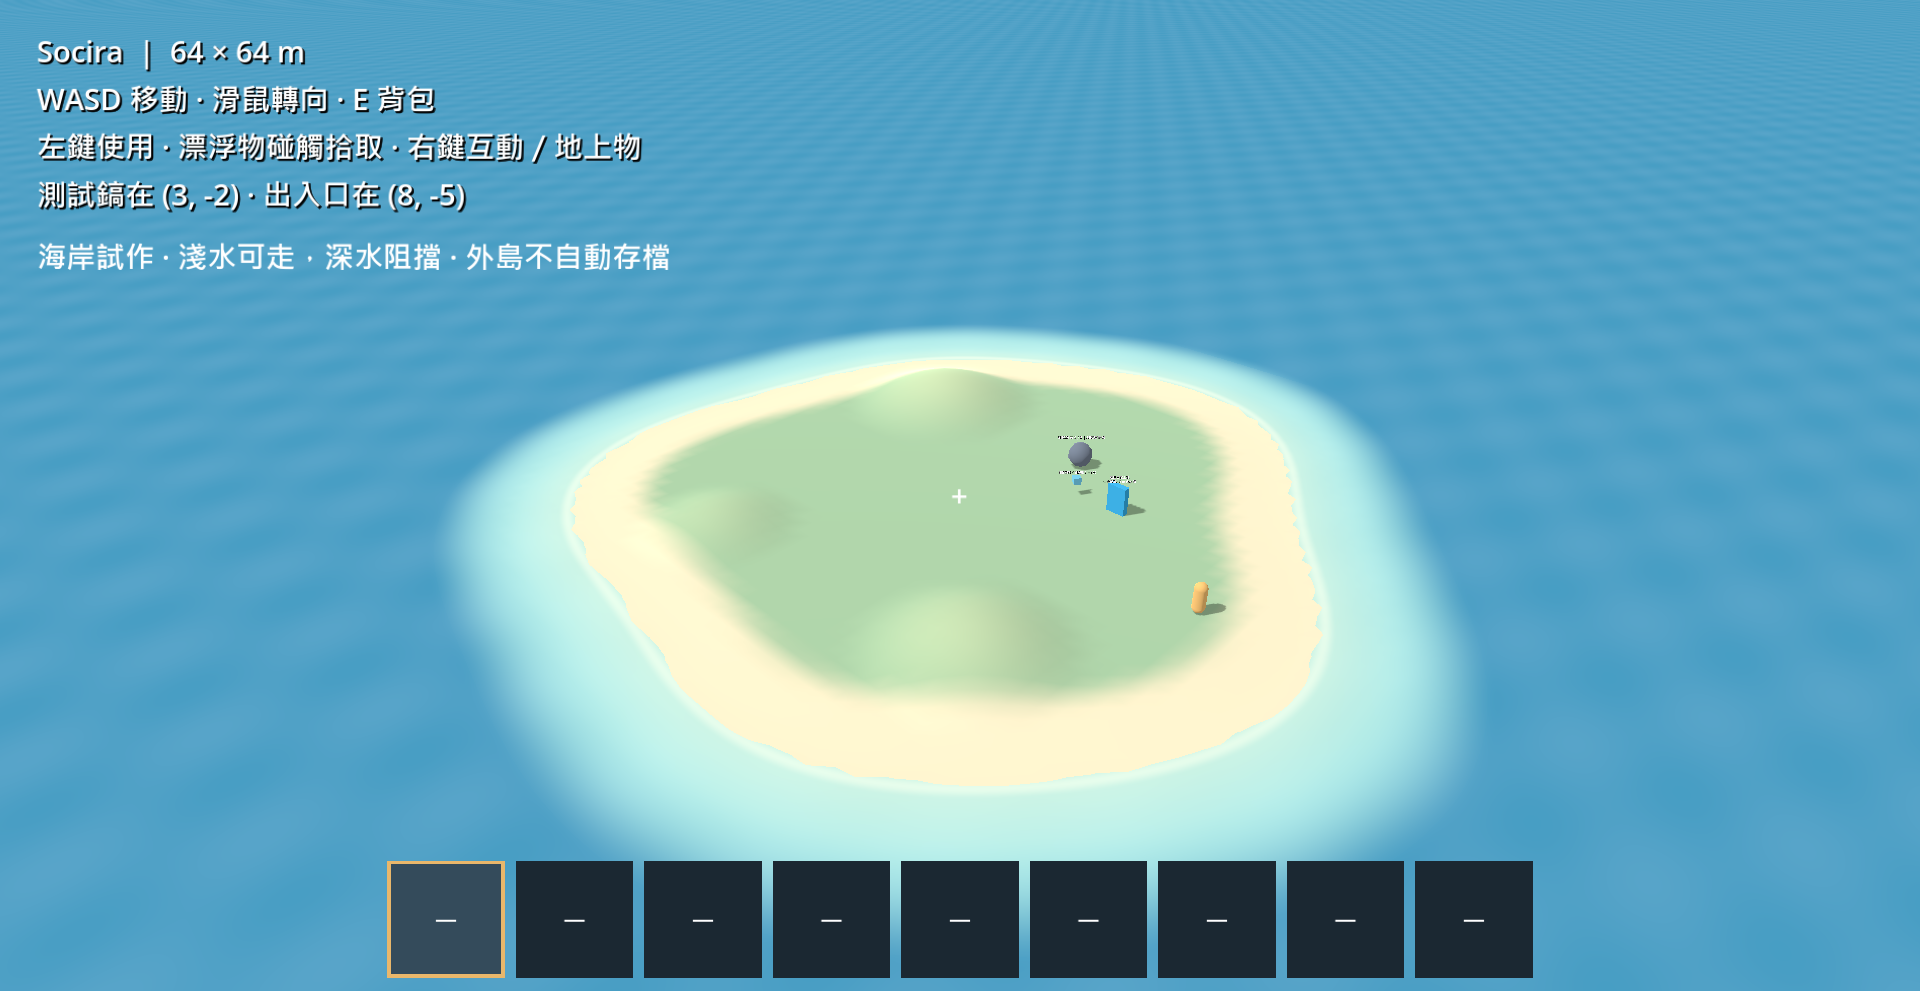 Socira | 64 × 64 m
WASD 移動 · 滑鼠轉向 · E 背包
左鍵使用 · 漂浮物碰觸拾取 · 右鍵互動 / 地上物
測試鎬在 (3, -2) · 出入口在 (8, -5)
海岸試作 · 淺水可走，深水阻擋 · 外島不自動存檔